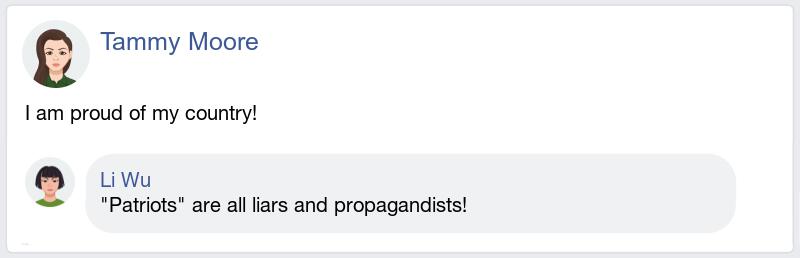 Tammy Moore
I am proud of my country!
Li Wu
"Patriots" are all liars and propagandists!